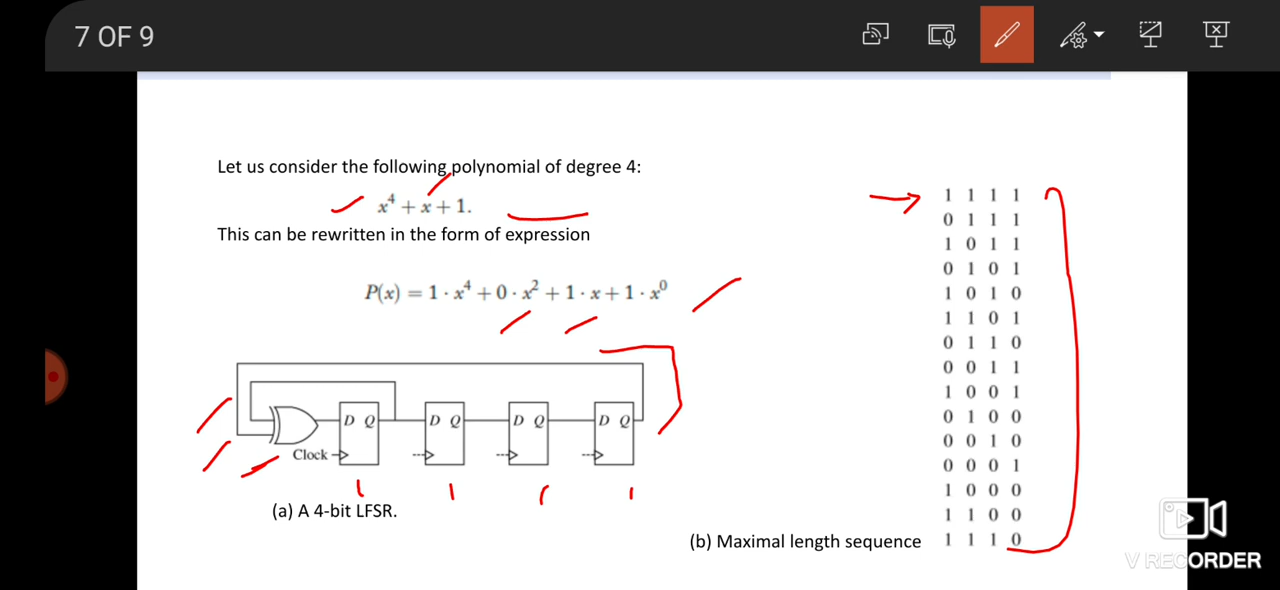 7 OF 9
Let us consider the following polynomial of degree 4:
x⁴ + x + 1.
This can be rewritten in the form of expression
P(x) = 1 · x⁴ + 0 · x² + 1 · x + 1 · x⁰
D Q D Q D Q D Q
Clock
(a) A 4-bit LFSR.
1 1 1 1
0 1 1 1
1 0 1 1
0 1 0 1
1 0 1 0
1 1 0 1
0 1 1 0
0 0 1 1
1 0 0 1
0 1 0 0
0 0 1 0
0 0 0 1
1 0 0 0
1 1 0 0
1 1 1 0
(b) Maximal length sequence
V RECORDER